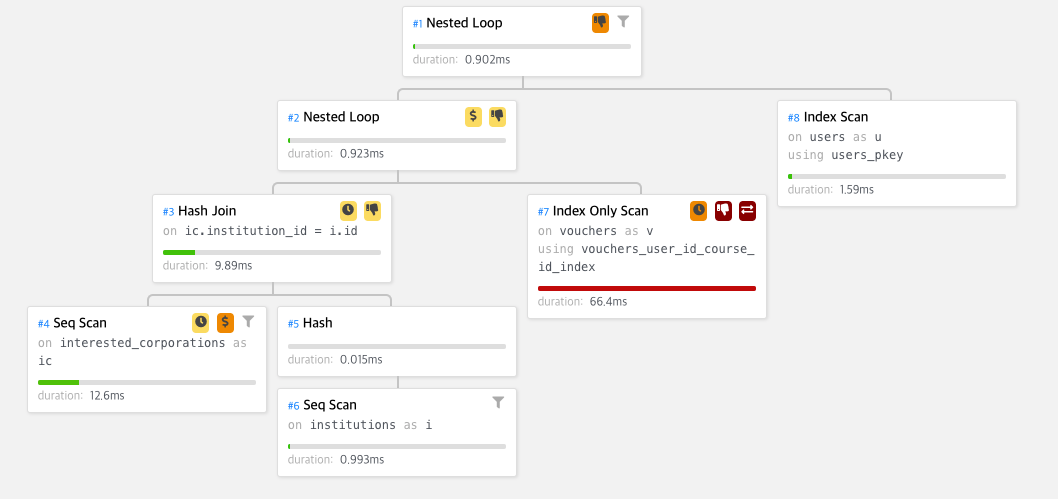 #1 Nested Loop
duration: 0.902ms
#2 Nested Loop $
duration: 0.923ms
#8 Index Scan
on users as u
using users_pkey
duration: 1.59ms
#3 Hash Join
on ic.institution_id = i.id
duration: 9.89ms
#7 Index Only Scan
on vouchers as v
using vouchers_user_id_course_
id_index
duration: 66.4ms
#4 Seq Scan $
on interested_corporations as
ic
duration: 12.6ms
#5 Hash
duration: 0.015ms
#6 Seq Scan
on institutions as i
duration: 0.993ms